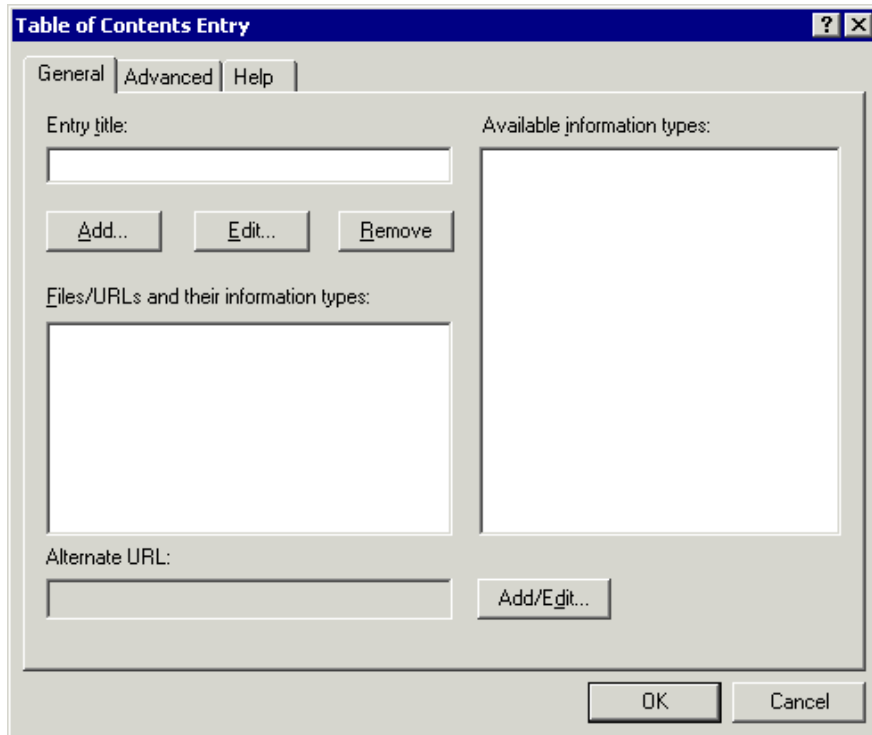 Table of Contents Entry
General Advanced Help
Entry title: Available information types:
Add... Edit... Remove
Files/URLs and their information types:
Alternate URL:
Add/Edit...
OK Cancel